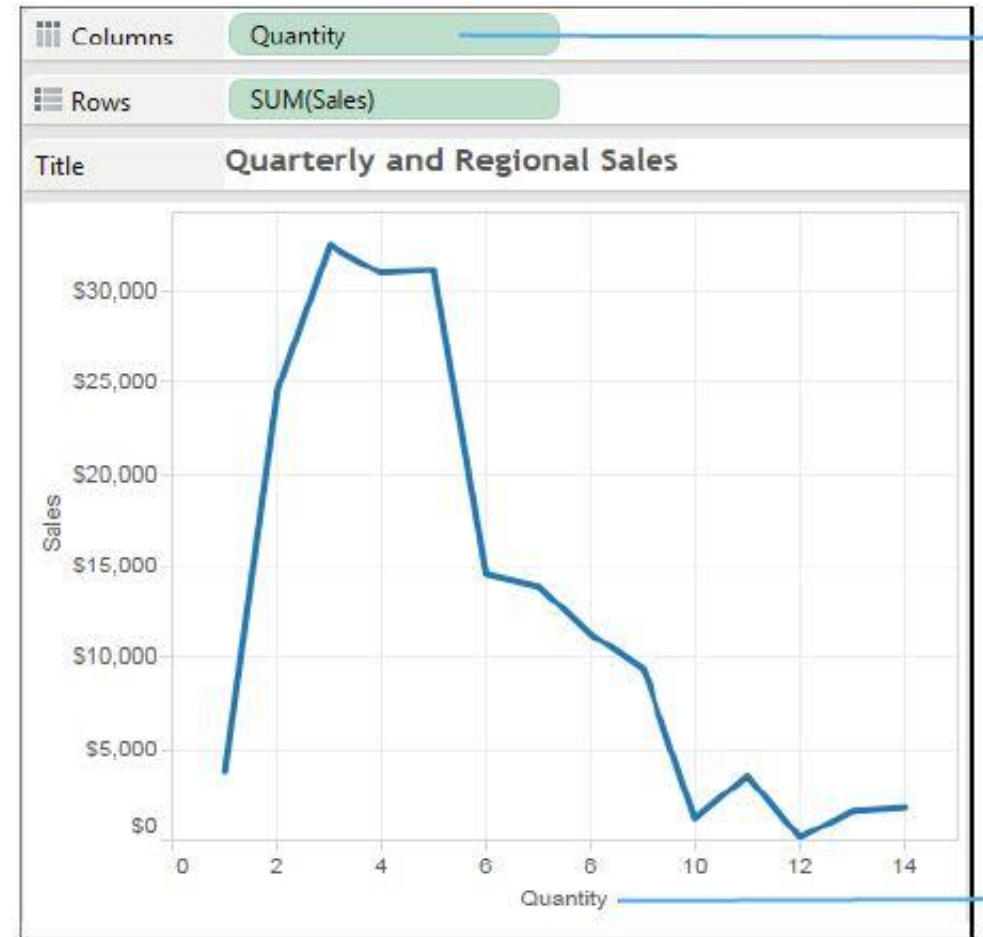 Columns Quantity
Rows SUM(Sales)
Title Quarterly and Regional Sales
$30,000
$25,000
$20,000
Sales
$15,000
$10,000
$5,000
$0
0 2 4 6 8 10 12 14
Quantity